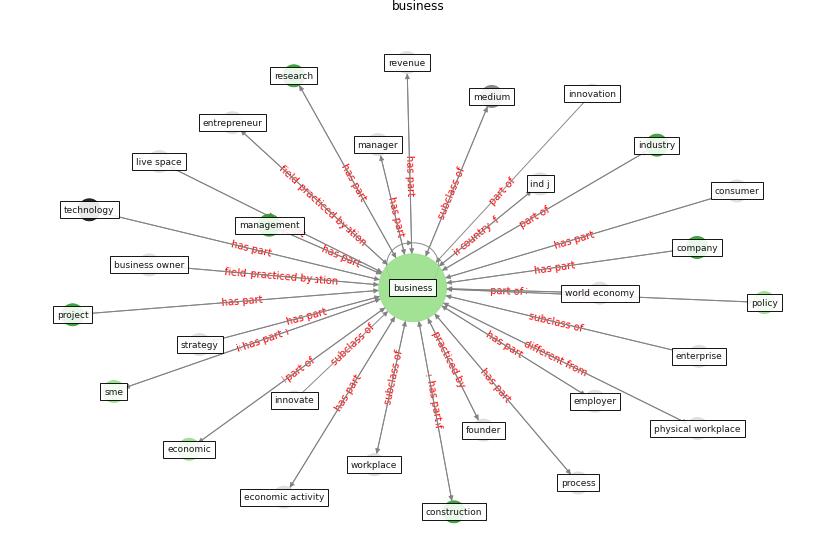 business
revenue
research
medium
innovation
entrepreneur
manager
industry
live space
ind j
consumer
technology
management
company
business owner
world economy
policy
project
business
strategy
enterprise
sme
innovate
employer
physical workplace
economic
founder
workplace
process
economic activity
construction
has part
has part
has part
subclass of
part of
part of
has part
has part
has part
has part
has part
has part
part of
subclass of
has part
has part
part of
subclass of
has part
different from
has part
subclass of
practiced by
has part
has part
field practiced by
field practiced by